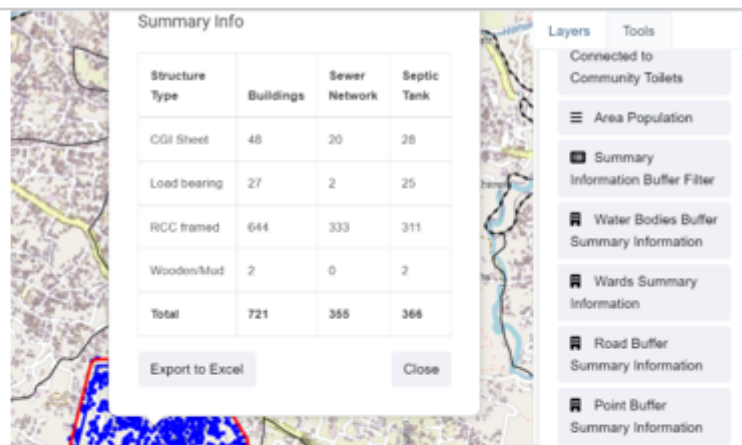 Summary Info
Structure Type Buildings Sewer Network Septic Tank
CGI Sheet 48 20 28
Load bearing 27 2 25
RCC framed 644 333 311
Wooden/Mud 2 0 2
Total 721 355 366
Export to Excel Close
Layers Tools
Connected to
Community Toilets
Area Population
Summary
Information Buffer Filter
Water Bodies Buffer
Summary Information
Wards Summary
Information
Road Buffer
Summary Information
Point Buffer
Summary Information